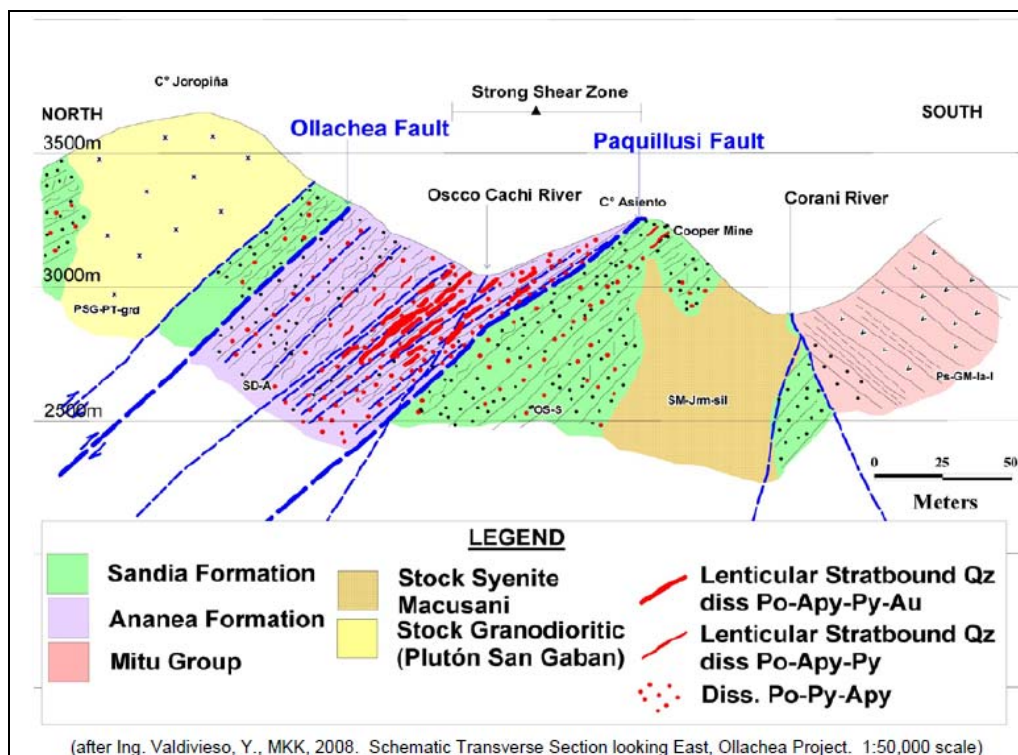 C° Joropiña
Strong Shear Zone
NORTH
SOUTH
3500m
Ollachea Fault
Paquillusi Fault
Oscco Cachi River
C° Asiento
Corani River
Cooper Mine
3000m
PSG-PT-grd
SD-A
Ps-GM-la-l
SM-Jrm-sil
OS-S
2500m
0 25 50
Meters
LEGEND
Sandia Formation
Ananea Formation
Mitu Group
Stock Syenite
Macusani
Stock Granodioritic
(Plutón San Gaban)
Lenticular Stratbound Qz
diss Po-Apy-Py-Au
Lenticular Stratbound Qz
diss Po-Apy-Py
Diss. Po-Py-Apy
(after Ing. Valdivieso, Y., MKK, 2008. Schematic Transverse Section looking East, Ollachea Project. 1:50,000 scale)